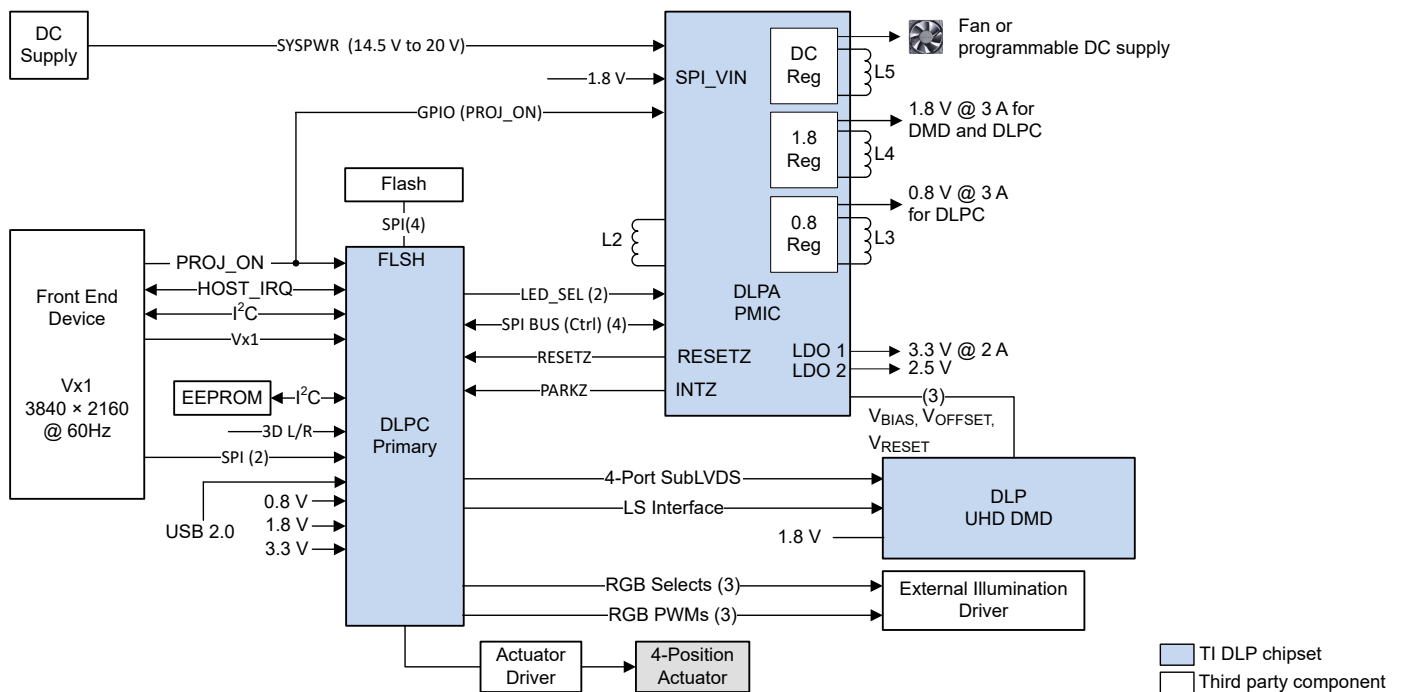 DC
Supply
SYSPWR (14.5 V to 20 V)
1.8 V
SPI_VIN
GPIO (PROJ_ON)
DC
Reg
L5
Fan or
programmable DC supply
1.8
Reg
L4
1.8 V @ 3 A for
DMD and DLPC
0.8
Reg
L3
0.8 V @ 3 A
for DLPC
Flash
SPI(4)
FLSH
L2
DLPA
PMIC
Front End
Device
Vx1
3840 × 2160
@ 60Hz
PROJ_ON
HOST_IRQ
I²C
Vx1
EEPROM
I²C
3D L/R
SPI (2)
USB 2.0
0.8 V
1.8 V
3.3 V
DLPC
Primary
LED_SEL (2)
SPI BUS (Ctrl) (4)
RESETZ
RESETZ
PARKZ
INTZ
LDO 1
3.3 V @ 2 A
LDO 2
2.5 V
(3)
VBIAS, VOFFSET,
VRESET
4-Port SubLVDS
LS Interface
1.8 V
DLP
UHD DMD
RGB Selects (3)
RGB PWMs (3)
External Illumination
Driver
Actuator
Driver
4-Position
Actuator
TI DLP chipset
Third party component